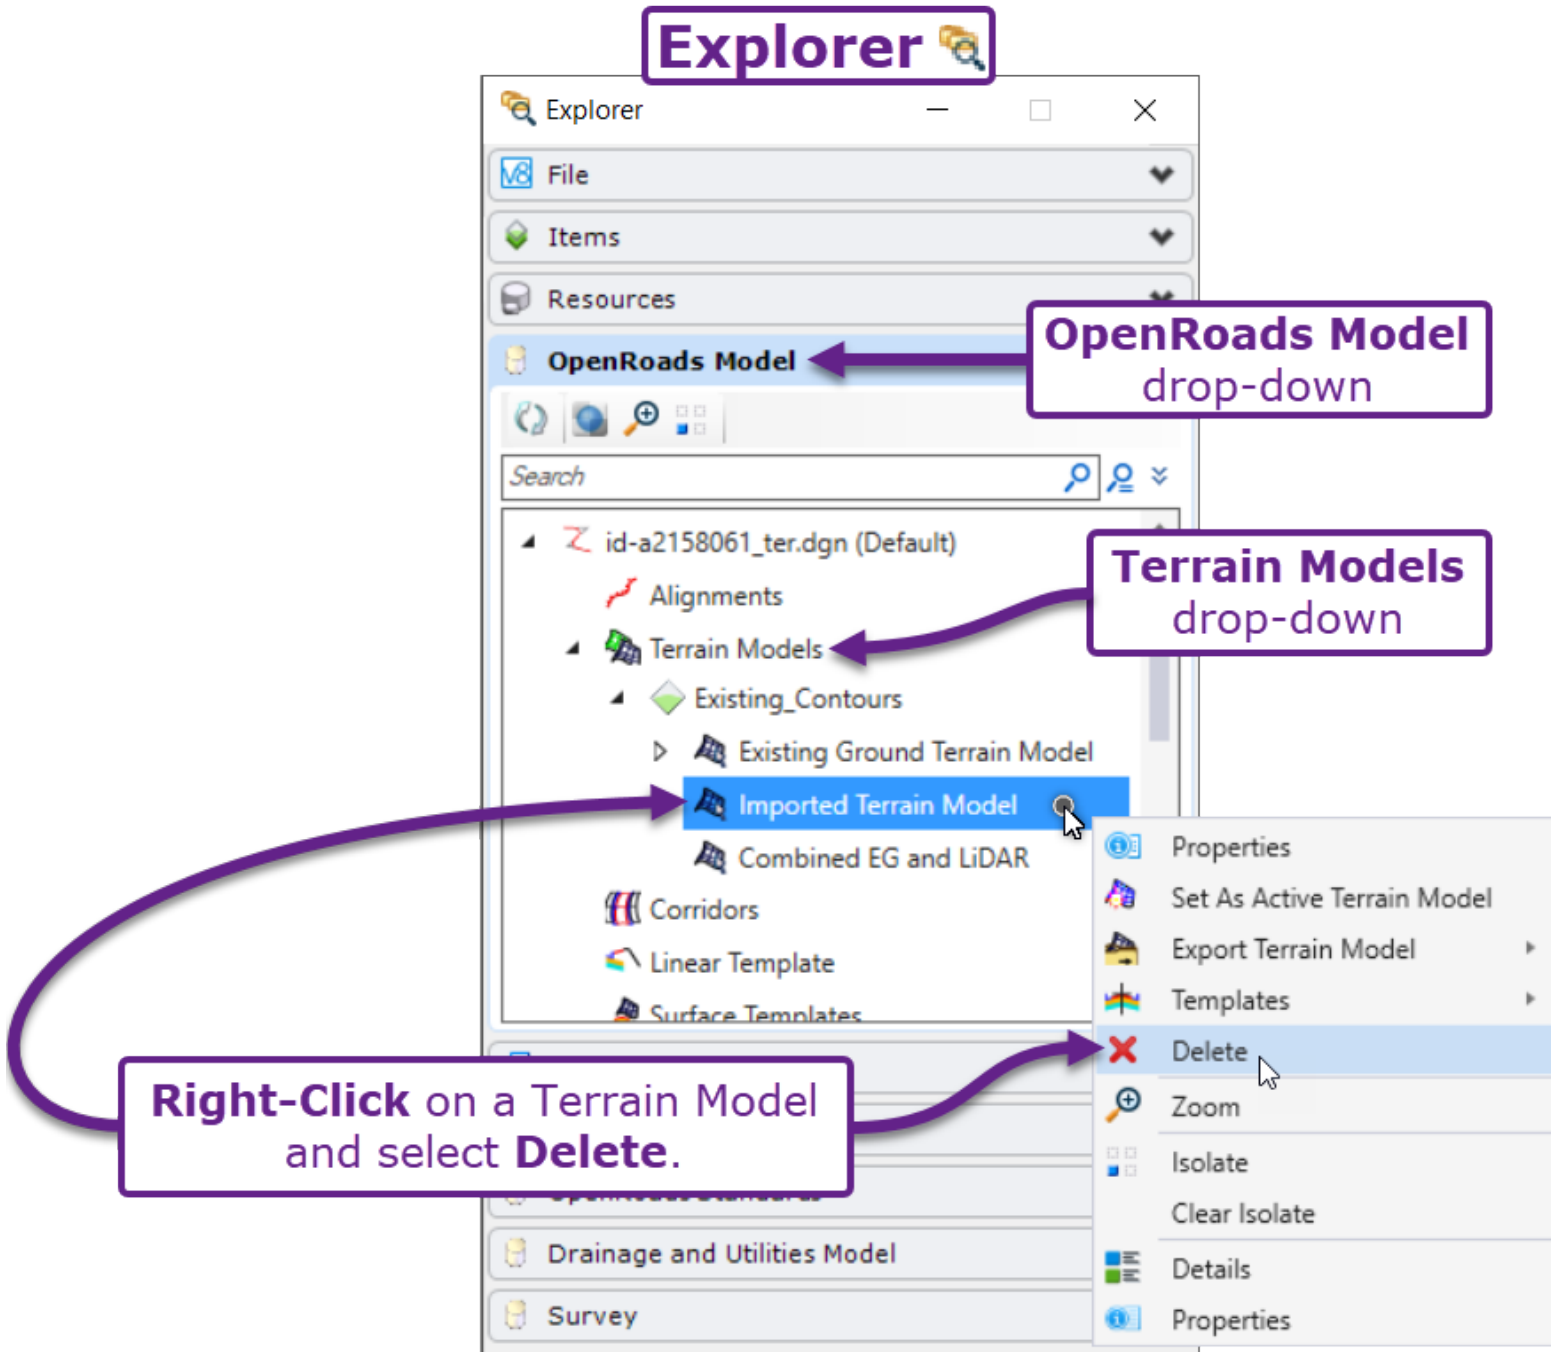 Explorer
Explorer
File
Items
Resources
OpenRoads Model
drop-down
OpenRoads Model
Search
id-a2158061_ter.dgn (Default)
Terrain Models
drop-down
Alignments
Terrain Models
Existing_Contours
Existing Ground Terrain Model
Imported Terrain Model
Combined EG and LiDAR
Corridors
Linear Template
Surface Templates
Properties
Set As Active Terrain Model
Export Terrain Model
Templates
Delete
Zoom
Isolate
Clear Isolate
Details
Properties
Right-Click on a Terrain Model
and select Delete.
OpenRoads Standards
Drainage and Utilities Model
Survey